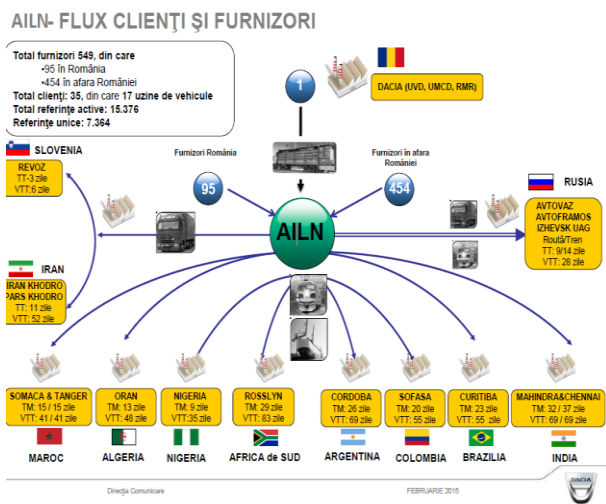 AILN- FLUX CLIENŢI ŞI FURNIZORI
Total furnizori 549, din care
•95 în România
•454 în afara României
Total clienți: 35, din care 17 uzine de vehicule
Total referințe active: 15.376
Referințe unice: 7.364
1
DACIA (UVD, UMCD, RMR)
SLOVENIA
REVOZ
TT-3 zile
VTT:6 zile
Furnizori România
95
Furnizori în afara
României
454
RUSIA
AVTOVAZ
AVTOFRAMOS
IZHEVSK UAG
Roută/Tren
TT: 9/14 zile
VTT: 28 zile
AILN
IRAN
IRAN KHODRO
PARS KHODRO
TT: 11 zile
VTT: 52 zile
SOMACA & TANGER
TM: 15 / 15 zile
VTT: 41 / 41 zile
MAROC
ORAN
TM: 13 zile
VTT: 48 zile
ALGERIA
NIGERIA
TM: 9 zile
VTT:35 zile
NIGERIA
ROSSLYN
TM: 29 zile
VTT: 83 zile
AFRICA de SUD
CORDOBA
TM: 26 zile
VTT: 69 zile
ARGENTINA
SOFASA
TM: 20 zile
VTT: 55 zile
COLUMBIA
CURITIBA
TM: 23 zile
VTT: 55 zile
BRAZILIA
MAHINDRA&CHENNAI
TM: 32 / 37 zile
VTT: 69 / 69 zile
INDIA
Direcţia Comunicare
FEBRUARIE 2015
DACIA